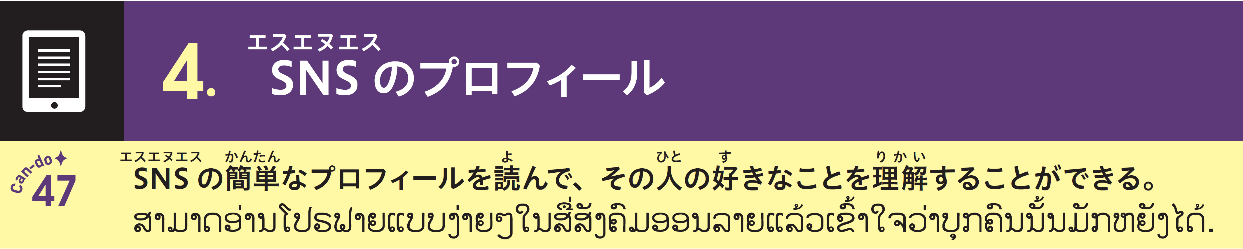 エスエヌエス
4. SNS のプロフィール
Can-do
47
エスエヌエス かんたん よ ひと す りかい
SNS の簡単なプロフィールを読んで、その人の好きなことを理解することができる。
ສາມາດອ່ານໂປຣຟາຍແບບງ່າຍໆໃນສື່ສັງຄົມອອນລາຍແລ້ວເຂົ້າໃຈວ່າບຸກຄົນນັ້ນມັກຫຍັງໄດ້.